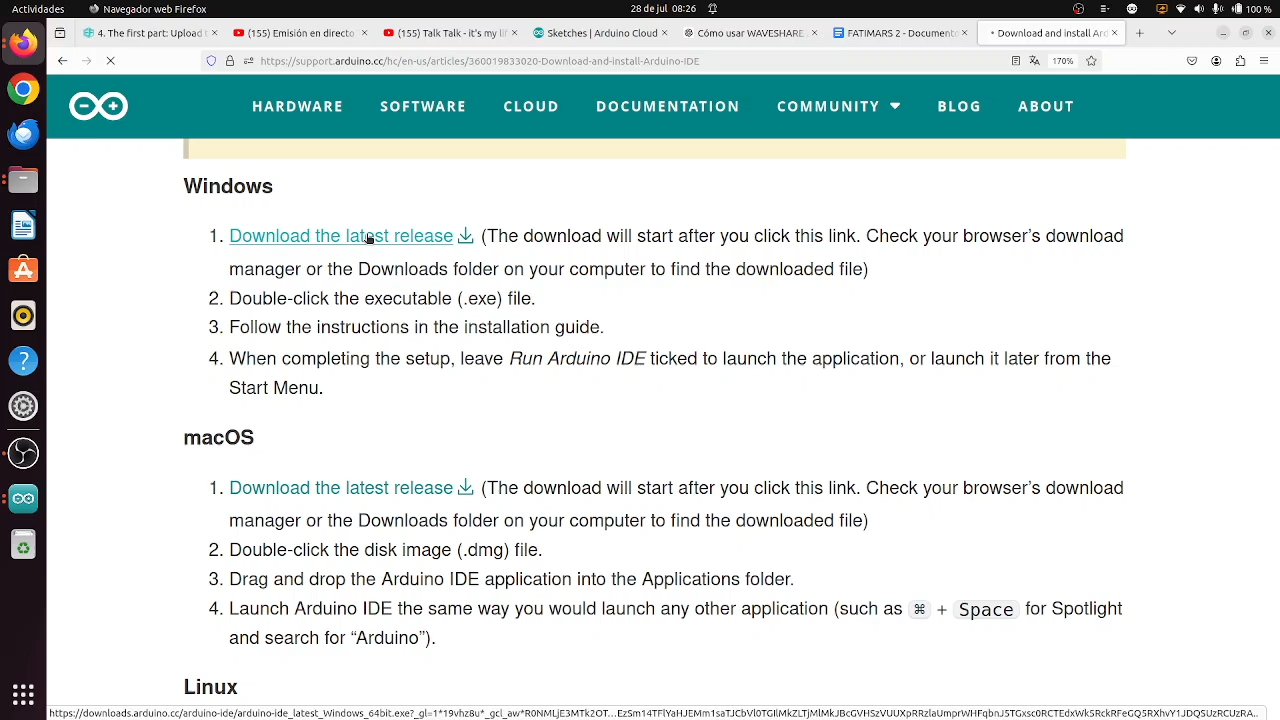 Actividades
Navegador web Firefox
28 de jul 08:26
100 %
4. The first part: Upload t
(155) Emisión en directo
(155) Talk Talk - it's my lif
Sketches | Arduino Cloud
Cómo usar WAVESHARE
FATIMARS 2 - Documento
Download and install Ard
https://support.arduino.cc/hc/en-us/articles/360019833020-Download-and-install-Arduino-IDE
170%
HARDWARE SOFTWARE CLOUD DOCUMENTATION COMMUNITY BLOG ABOUT
Windows
1. Download the latest release (The download will start after you click this link. Check your browser’s download
manager or the Downloads folder on your computer to find the downloaded file)
2. Double-click the executable (.exe) file.
3. Follow the instructions in the installation guide.
4. When completing the setup, leave Run Arduino IDE ticked to launch the application, or launch it later from the
Start Menu.
macOS
1. Download the latest release (The download will start after you click this link. Check your browser’s download
manager or the Downloads folder on your computer to find the downloaded file)
2. Double-click the disk image (.dmg) file.
3. Drag and drop the Arduino IDE application into the Applications folder.
4. Launch Arduino IDE the same way you would launch any other application (such as ⌘ + Space for Spotlight
and search for “Arduino”).
Linux